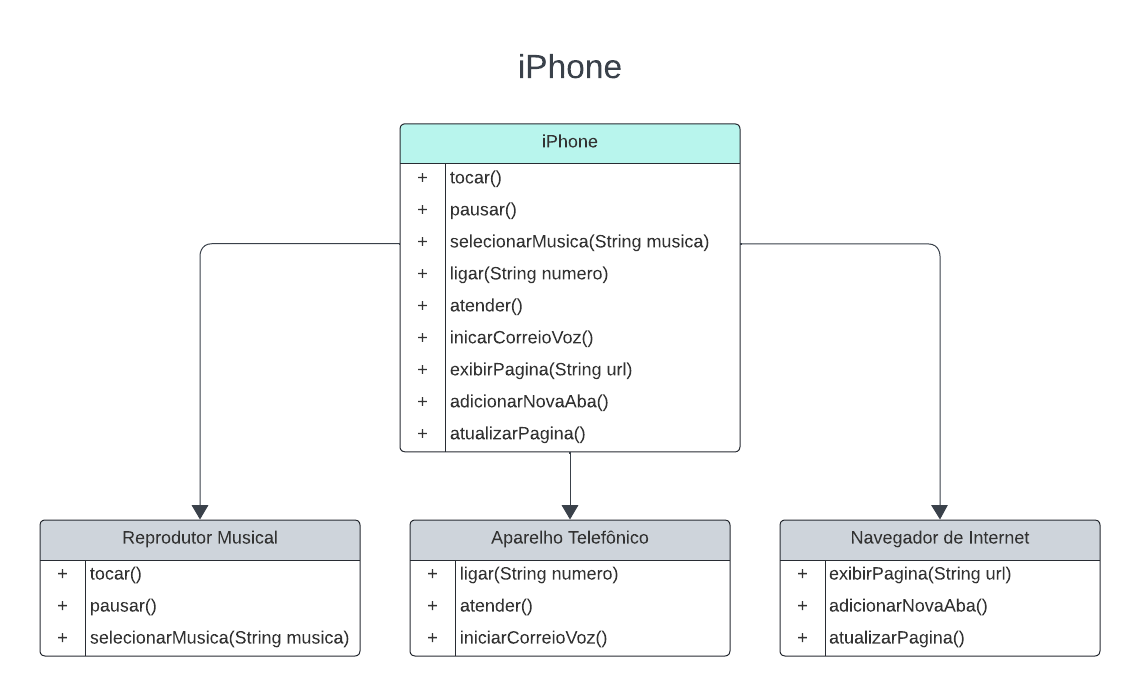 iPhone
iPhone
+ tocar()
+ pausar()
+ selecionarMusica(String musica)
+ ligar(String numero)
+ atender()
+ inicarCorreioVoz()
+ exibirPagina(String url)
+ adicionarNovaAba()
+ atualizarPagina()
Reprodutor Musical
+ tocar()
+ pausar()
+ selecionarMusica(String musica)
Aparelho Telefônico
+ ligar(String numero)
+ atender()
+ iniciarCorreioVoz()
Navegador de Internet
+ exibirPagina(String url)
+ adicionarNovaAba()
+ atualizarPagina()